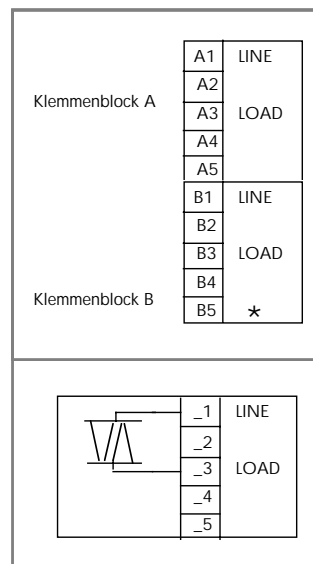 A1 LINE
A2
Klemmenblock A
A3 LOAD
A4
A5
B1 LINE
B2
B3 LOAD
B4
Klemmenblock B
B5 *
_1 LINE
_2
_3 LOAD
_4
_5